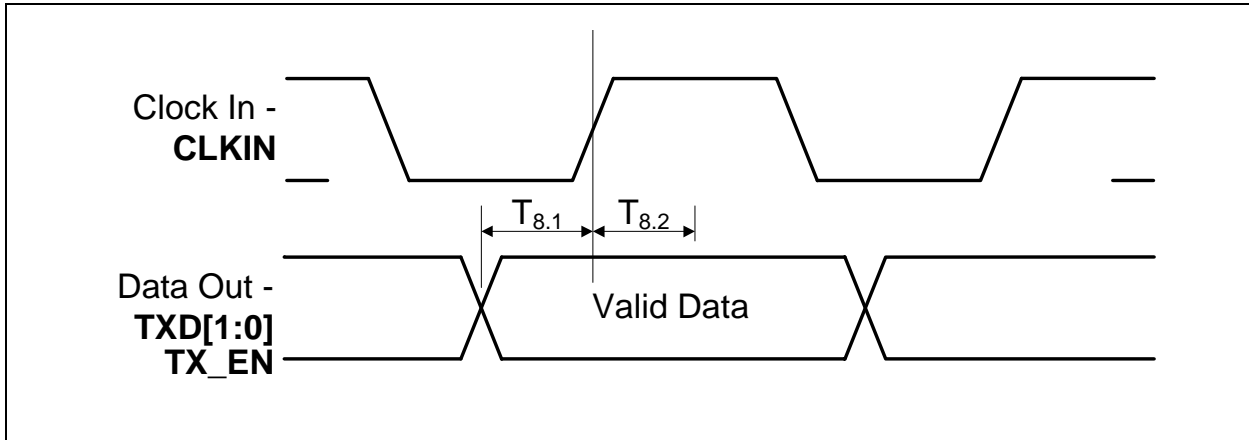 Clock In -
CLKIN
T8.1
T8.2
Data Out -
TXD[1:0]
TX_EN
Valid Data